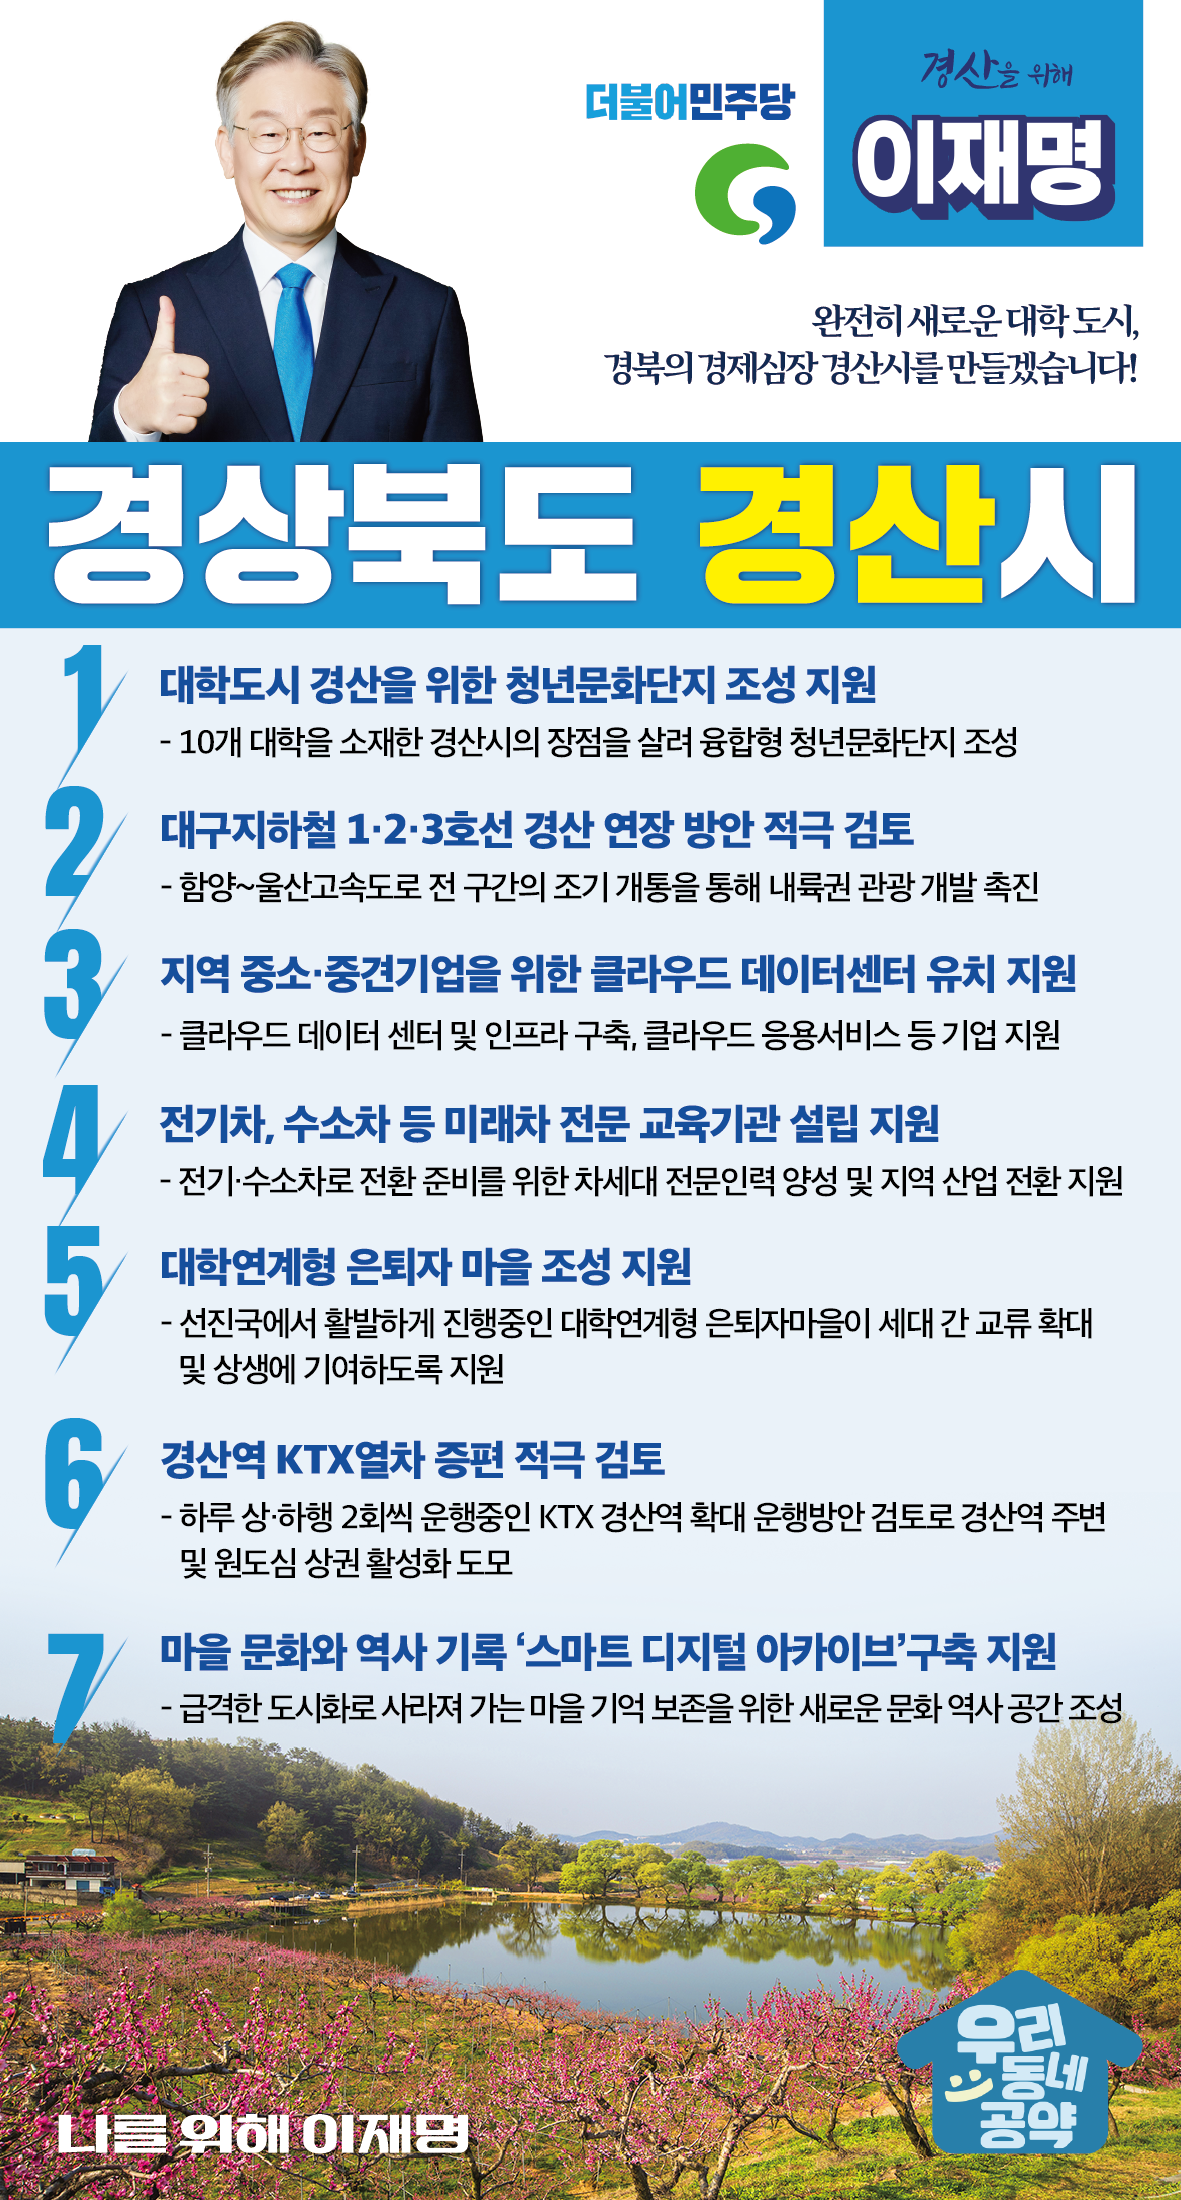 더불어민주당
경산을 위해
이재명
완전히 새로운 대학 도시,
경북의 경제심장 경산시를 만들겠습니다!
경상북도 경산시
1 대학도시 경산을 위한 청년문화단지 조성 지원
- 10개 대학을 소재한 경산시의 장점을 살려 융합형 청년문화단지 조성
2 대구지하철 1·2·3호선 경산 연장 방안 적극 검토
- 함양~울산고속도로 전 구간의 조기 개통을 통해 내륙권 관광 개발 촉진
3 지역 중소·중견기업을 위한 클라우드 데이터센터 유치 지원
- 클라우드 데이터 센터 및 인프라 구축, 클라우드 응용서비스 등 기업 지원
4 전기차, 수소차 등 미래차 전문 교육기관 설립 지원
- 전기·수소차로 전환 준비를 위한 차세대 전문인력 양성 및 지역 산업 전환 지원
5 대학연계형 은퇴자 마을 조성 지원
- 선진국에서 활발하게 진행중인 대학연계형 은퇴자마을이 세대 간 교류 확대
및 상생에 기여하도록 지원
6 경산역 KTX열차 증편 적극 검토
- 하루 상·하행 2회씩 운행중인 KTX 경산역 확대 운행방안 검토로 경산역 주변
및 원도심 상권 활성화 도모
7 마을 문화와 역사 기록 ‘스마트 디지털 아카이브’구축 지원
- 급격한 도시화로 사라져 가는 마을 기억 보존을 위한 새로운 문화 역사 공간 조성
우리
동네
공약
나를 위해 이재명